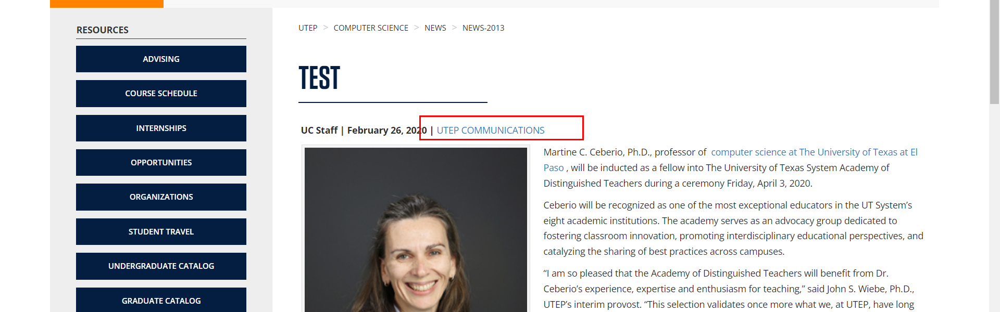 RESOURCES
ADVISING
COURSE SCHEDULE
INTERNSHIPS
OPPORTUNITIES
ORGANIZATIONS
STUDENT TRAVEL
UNDERGRADUATE CATALOG
GRADUATE CATALOG
UTEP > COMPUTER SCIENCE > NEWS > NEWS-2013
TEST
UC Staff | February 26, 2020 | UTEP COMMUNICATIONS
Martine C. Ceberio, Ph.D., professor of computer science at The University of Texas at El
Paso , will be inducted as a fellow into The University of Texas System Academy of
Distinguished Teachers during a ceremony Friday, April 3, 2020.
Ceberio will be recognized as one of the most exceptional educators in the UT System’s
eight academic institutions. The academy serves as an advocacy group dedicated to
fostering classroom innovation, promoting interdisciplinary educational perspectives, and
catalyzing the sharing of best practices across campuses.
“I am so pleased that the Academy of Distinguished Teachers will benefit from Dr.
Ceberio’s experience, expertise and enthusiasm for teaching,” said John S. Wiebe, Ph.D.,
UTEP’s interim provost. “This selection validates once more what we, at UTEP, have long